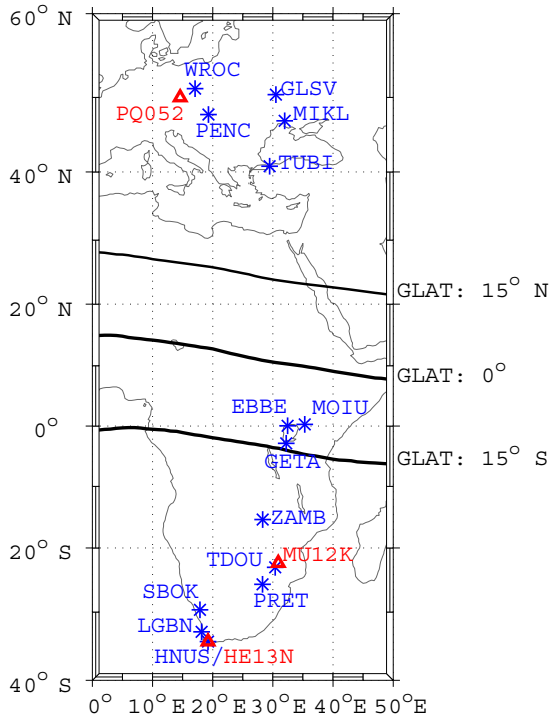 60° N
WROC
GLSV
PQ052
MIKL
PENC
TUBI
40° N
GLAT: 15° N
20° N
GLAT: 0°
EBBE
MOIU
0°
GETA
GLAT: 15° S
ZAMB
20° S
TDOU
MU12K
PRET
SBOK
LGBN
HNUS/HE13N
40° S
0° 10° E 20° E 30° E 40° E 50° E